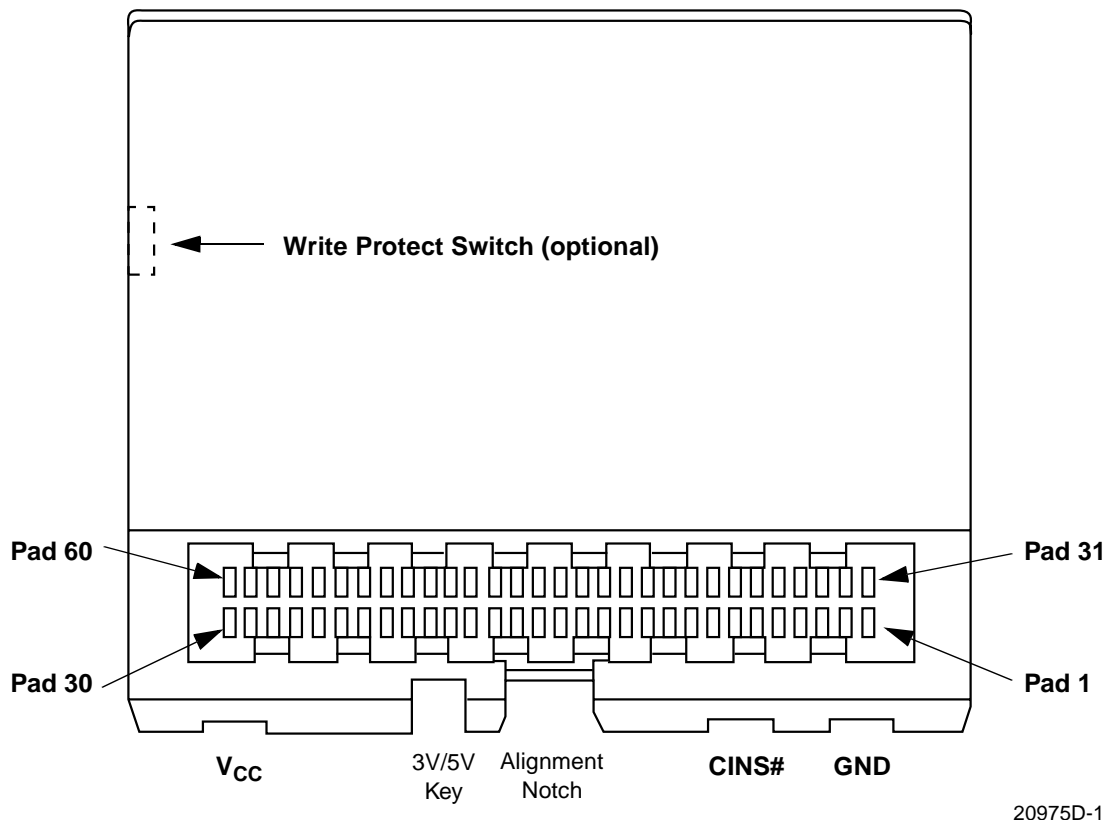 Write Protect Switch (optional)
Pad 60
Pad 31
Pad 30
Pad 1
VCC
3V/5V
Key
Alignment
Notch
CINS#
GND
20975D-1